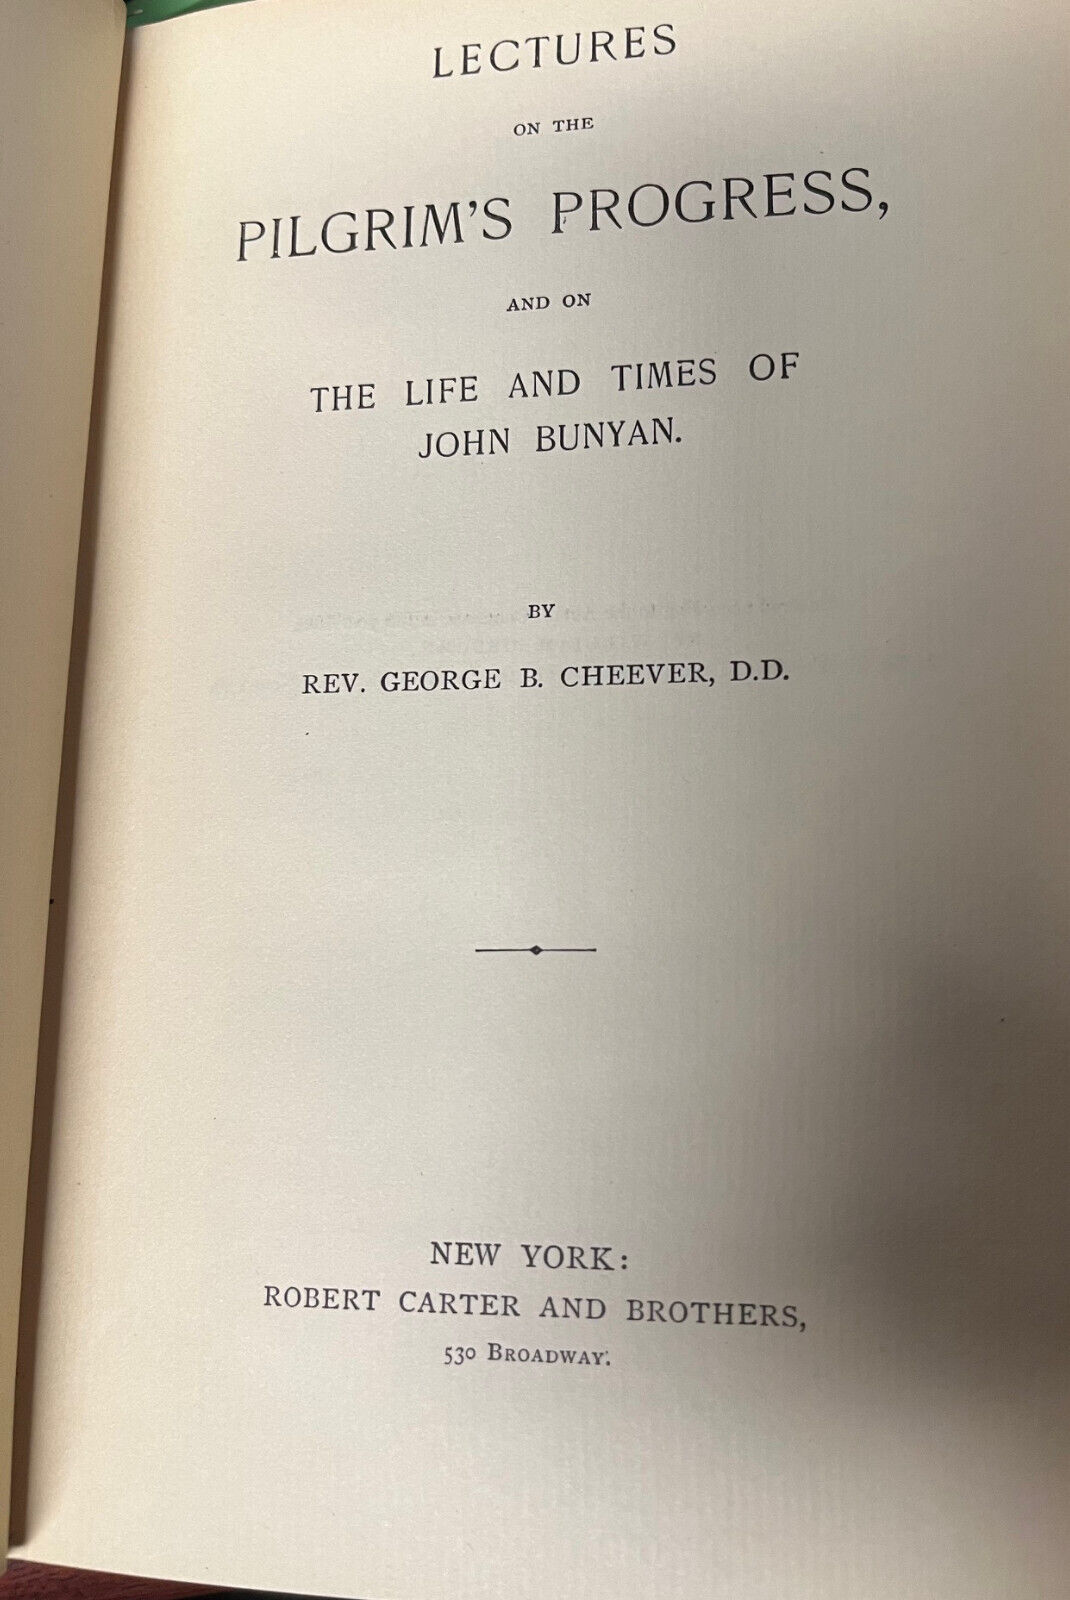 LECTURES
ON THE
PILGRIM'S PROGRESS,
AND ON
THE LIFE AND TIMES OF
JOHN BUNYAN.
BY
REV. GEORGE B. CHEEVER, D.D.
NEW YORK:
ROBERT CARTER AND BROTHERS,
530 BROADWAY.